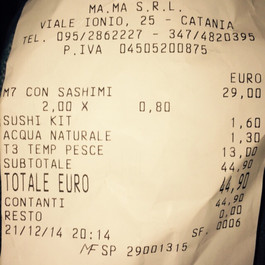 MA.MA S.R.L.
VIALE IONIO, 25 - CATANIA
TEL. 095/2862227 - 347/4820395
P.IVA 04505200875
EURO
M7 CON SASHIMI 29,00
2,00 X 0,80
SUSHI KIT 1,60
ACQUA NATURALE 1,30
T3 TEMP PESCE 13,00
SUBTOTALE 44,90
TOTALE EURO 44,90
CONTANTI 44,90
RESTO 0,00
21/12/14 20:14 SF. 0006
MF SP 29001315